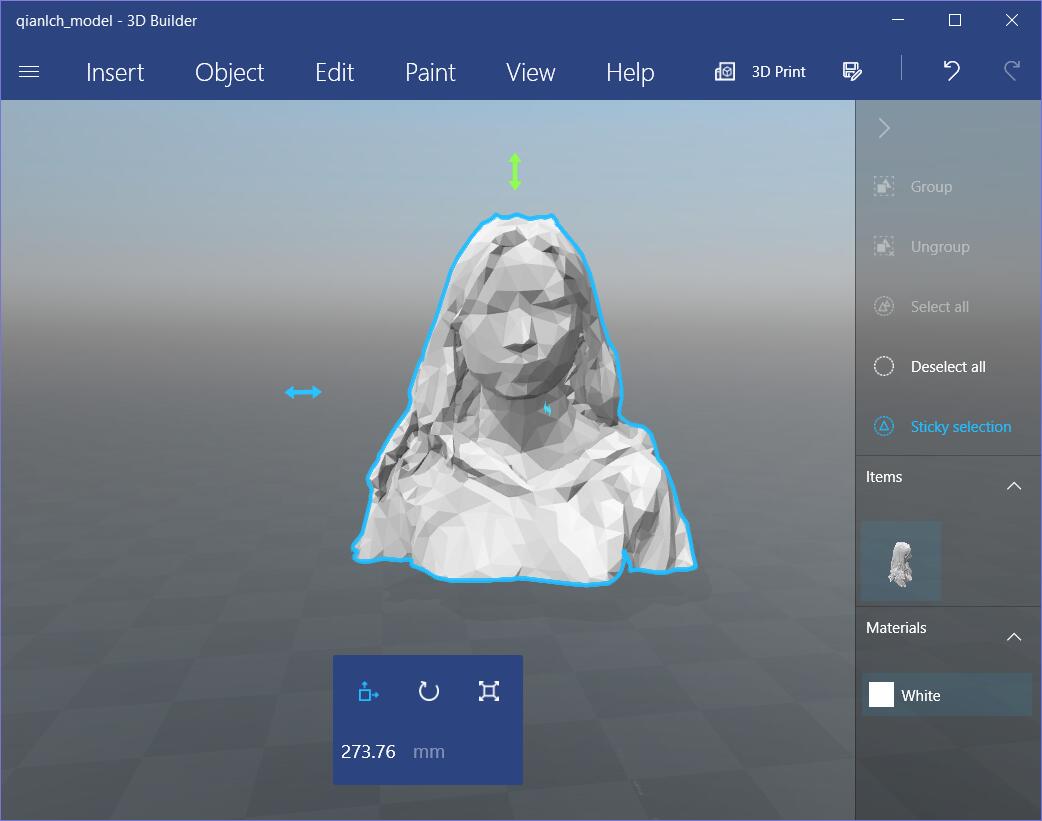 qianlch_model - 3D Builder
Insert Object Edit Paint View Help 3D Print
Group
Ungroup
Select all
Deselect all
Sticky selection
Items
Materials
White
273.76 mm